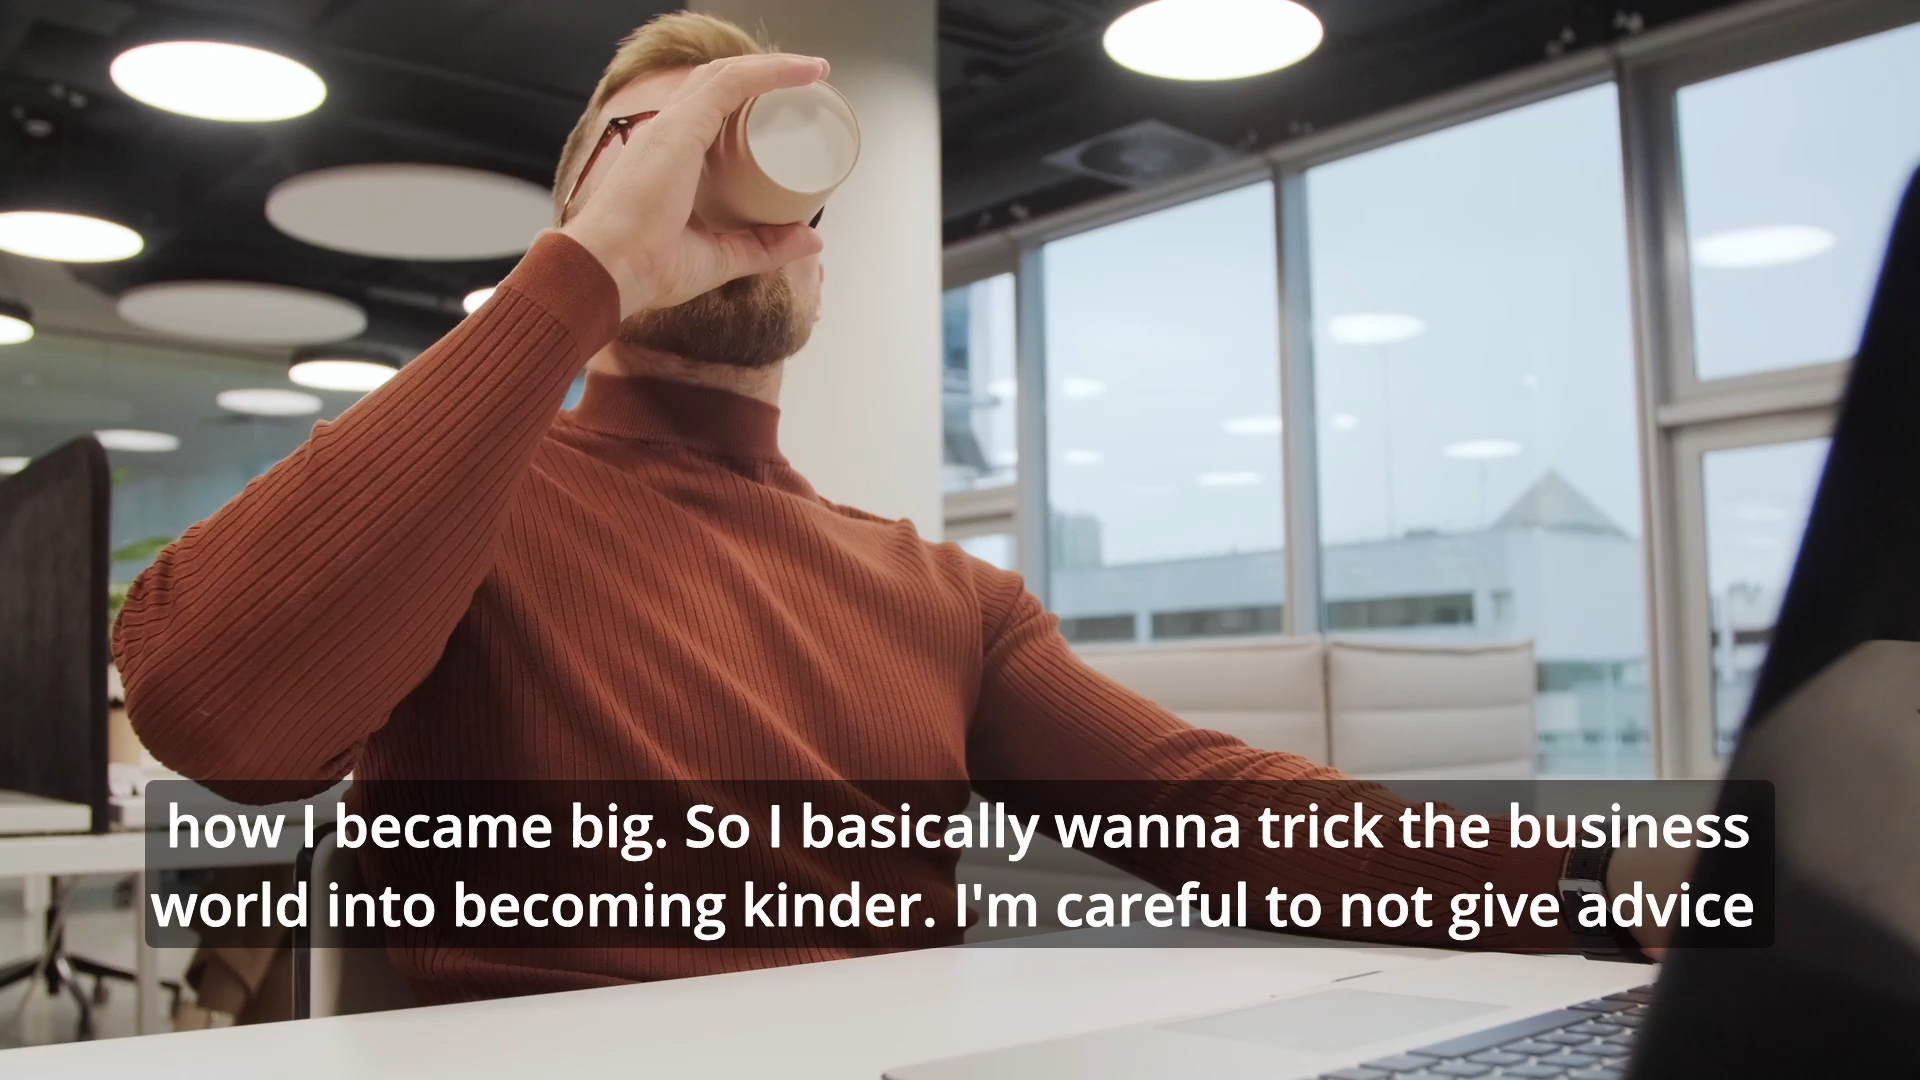 how I became big. So I basically wanna trick the business
world into becoming kinder. I'm careful to not give advice